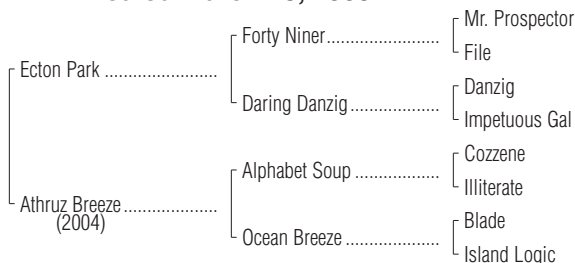 Mr. Prospector
Forty Niner
File
Ecton Park
Danzig
Daring Danzig
Impetuous Gal
Cozzene
Alphabet Soup
Illiterate
Athruz Breeze
(2004)
Blade
Ocean Breeze
Island Logic